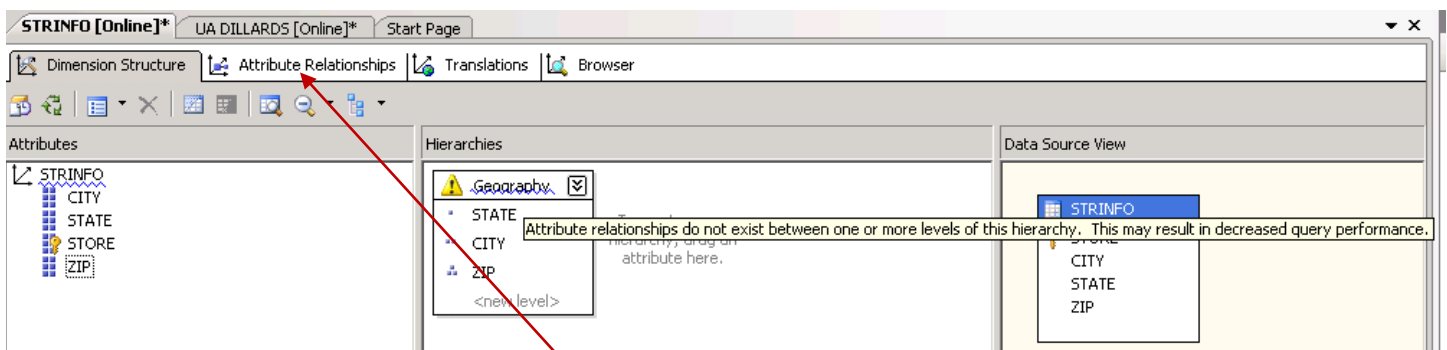 STRINFO [Online]* UA DILLARDS [Online]* Start Page
Dimension Structure Attribute Relationships Translations Browser
Attributes
STRINFO
CITY
STATE
STORE
ZIP
Hierarchies
Geography
STATE
CITY
ZIP
<new level>
Attribute relationships do not exist between one or more levels of this hierarchy. This may result in decreased query performance.
hierarchy, drag an
attribute here.
Data Source View
STRINFO
STORE
CITY
STATE
ZIP